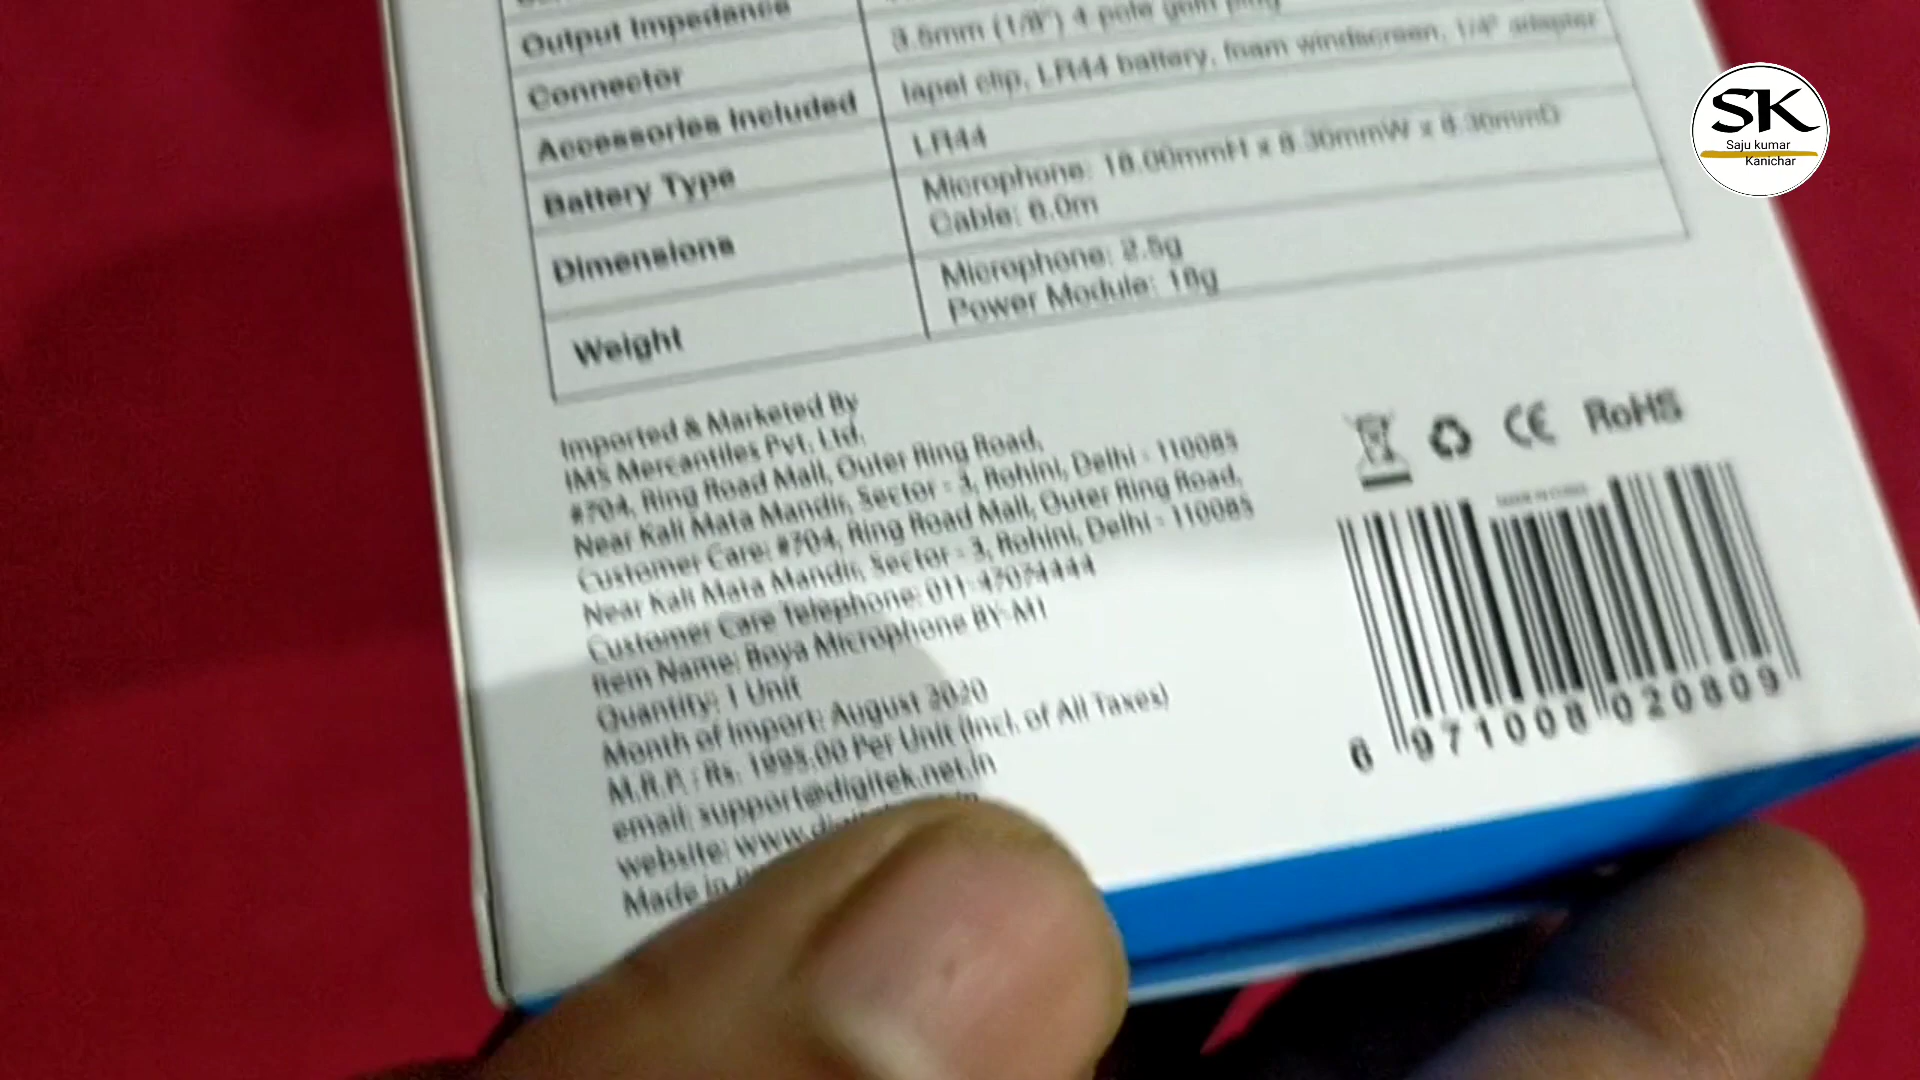 Output Impedance
Connector
3.5mm (1/8") 4 pole gold plug
Accessories Included
lapel clip, LR44 battery, foam windscreen, 1/4" adapter
Battery Type
LR44
Dimensions
Microphone: 18.00mmH x 8.30mmW x 8.30mmD
Cable: 6.0m
Weight
Microphone: 2.5g
Power Module: 18g
Imported & Marketed By
IMS Mercantiles Pvt. Ltd.
#704, Ring Road Mall, Outer Ring Road,
Near Kali Mata Mandir, Sector - 3, Rohini, Delhi - 110085
Customer Care: #704, Ring Road Mall, Outer Ring Road,
Near Kali Mata Mandir, Sector - 3, Rohini, Delhi - 110085
Customer Care Telephone: 011-47074444
Item Name: Boya Microphone BY-M1
Quantity: 1 Unit
Month of Import: August 2020
M.R.P. : Rs. 1995.00 Per Unit (Incl. of All Taxes)
email: support@digitek.net.in
website:
Made in
CE RoHS
6 971008 020809
SK
Saju kumar
Kanichar